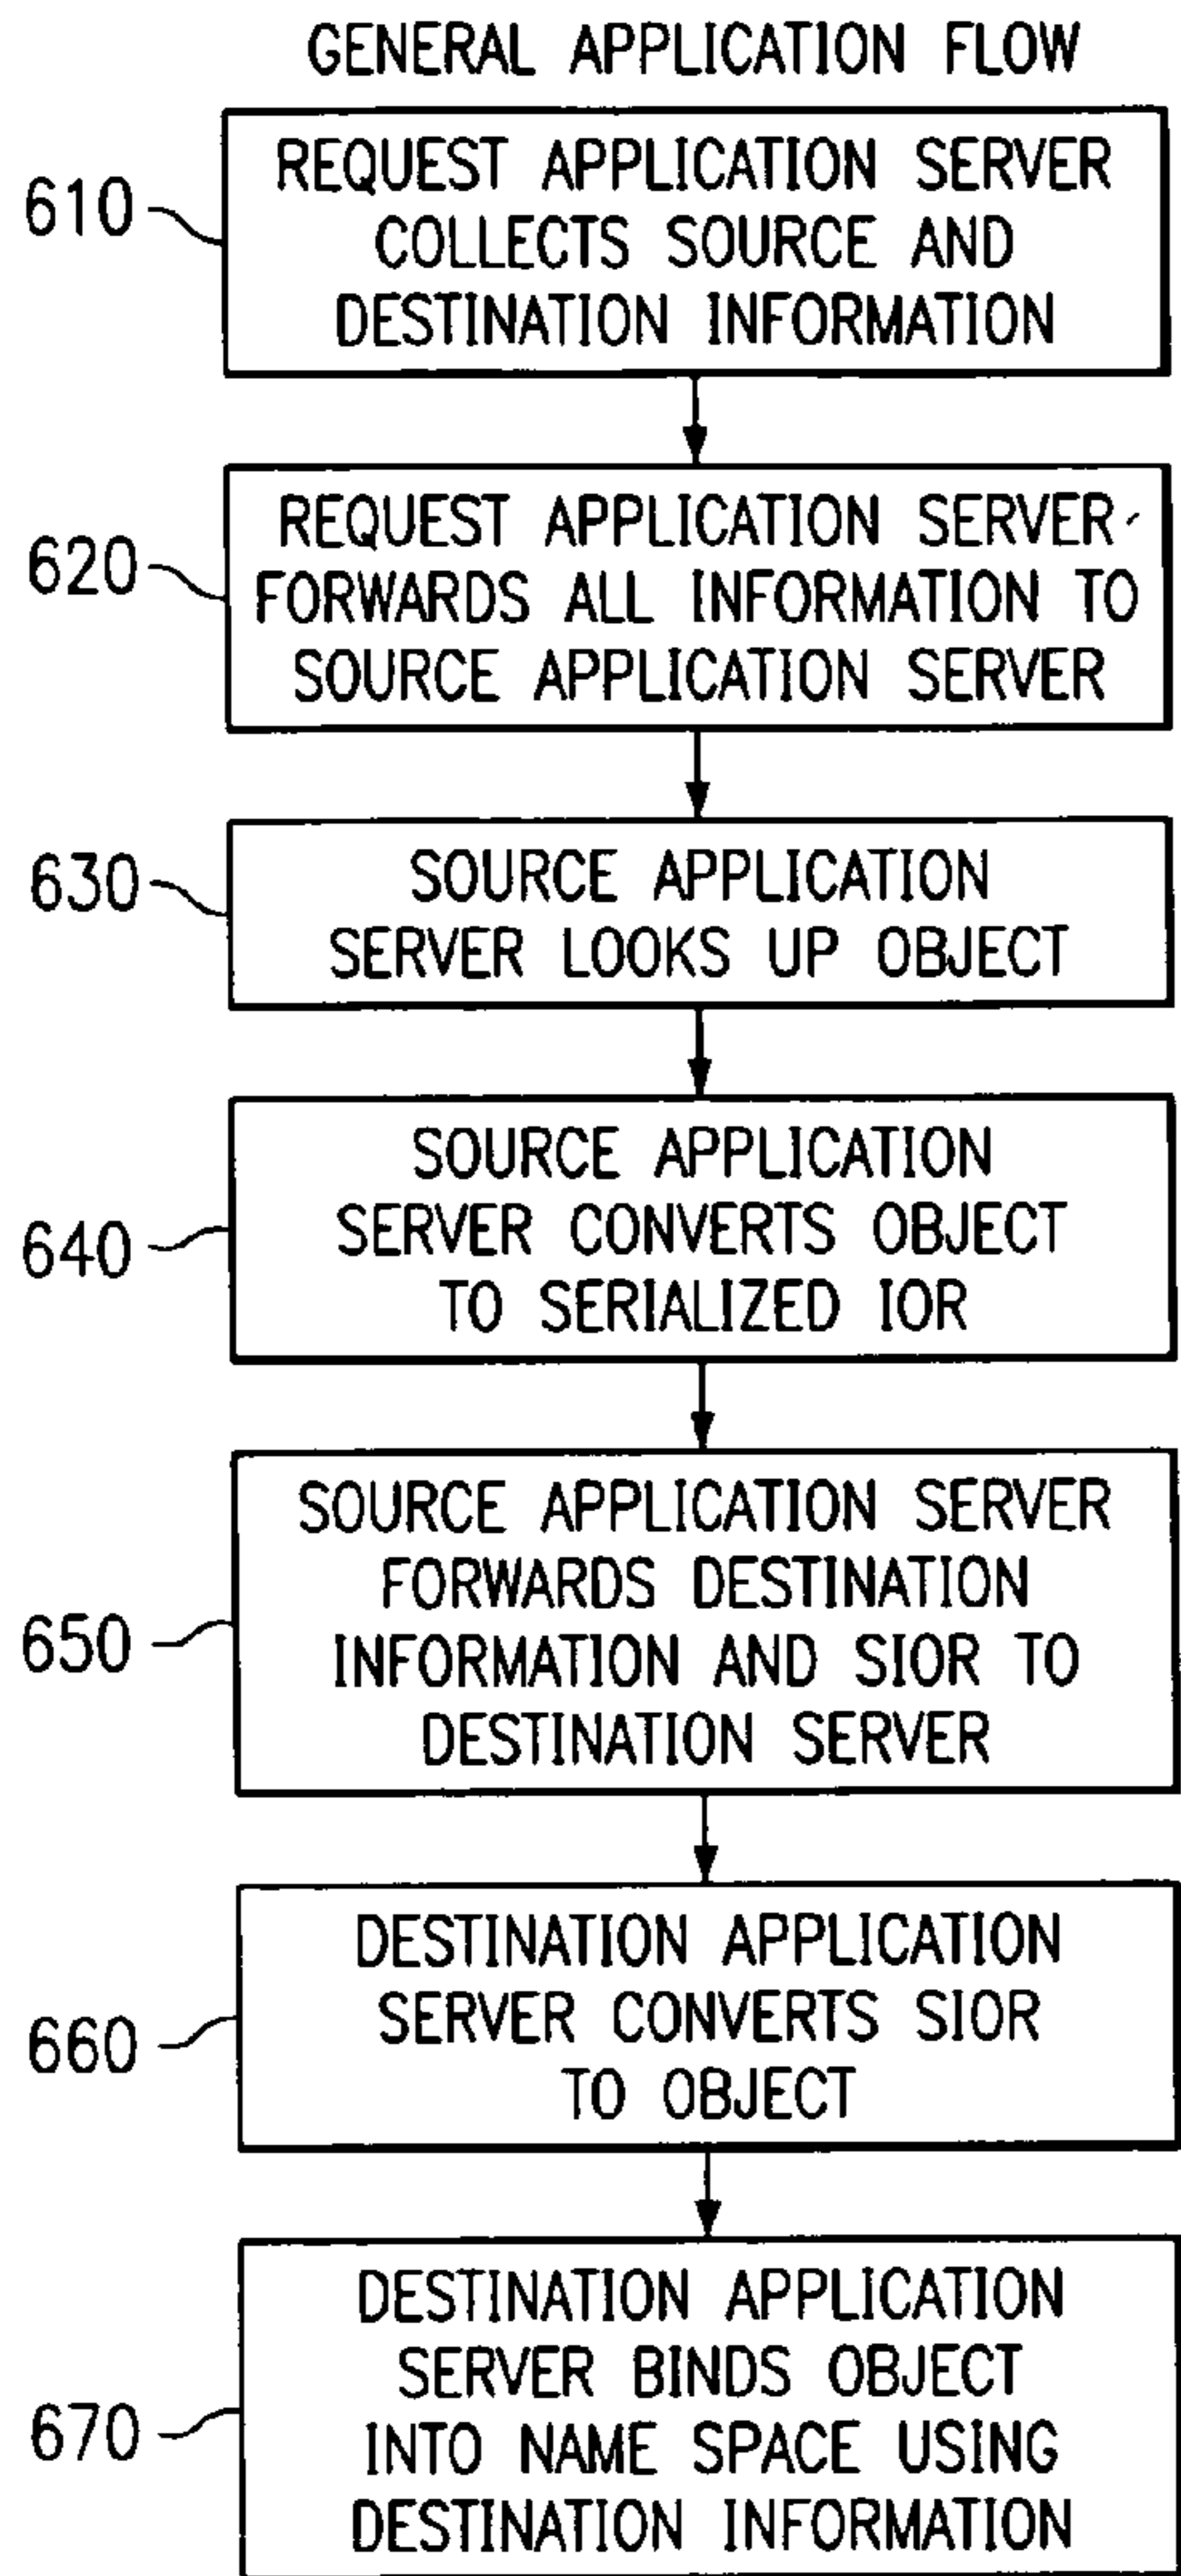 GENERAL APPLICATION FLOW
610
REQUEST APPLICATION SERVER
COLLECTS SOURCE AND
DESTINATION INFORMATION
620
REQUEST APPLICATION SERVER
FORWARDS ALL INFORMATION TO
SOURCE APPLICATION SERVER
630
SOURCE APPLICATION
SERVER LOOKS UP OBJECT
640
SOURCE APPLICATION
SERVER CONVERTS OBJECT
TO SERIALIZED IOR
650
SOURCE APPLICATION SERVER
FORWARDS DESTINATION
INFORMATION AND SIOR TO
DESTINATION SERVER
660
DESTINATION APPLICATION
SERVER CONVERTS SIOR
TO OBJECT
670
DESTINATION APPLICATION
SERVER BINDS OBJECT
INTO NAME SPACE USING
DESTINATION INFORMATION